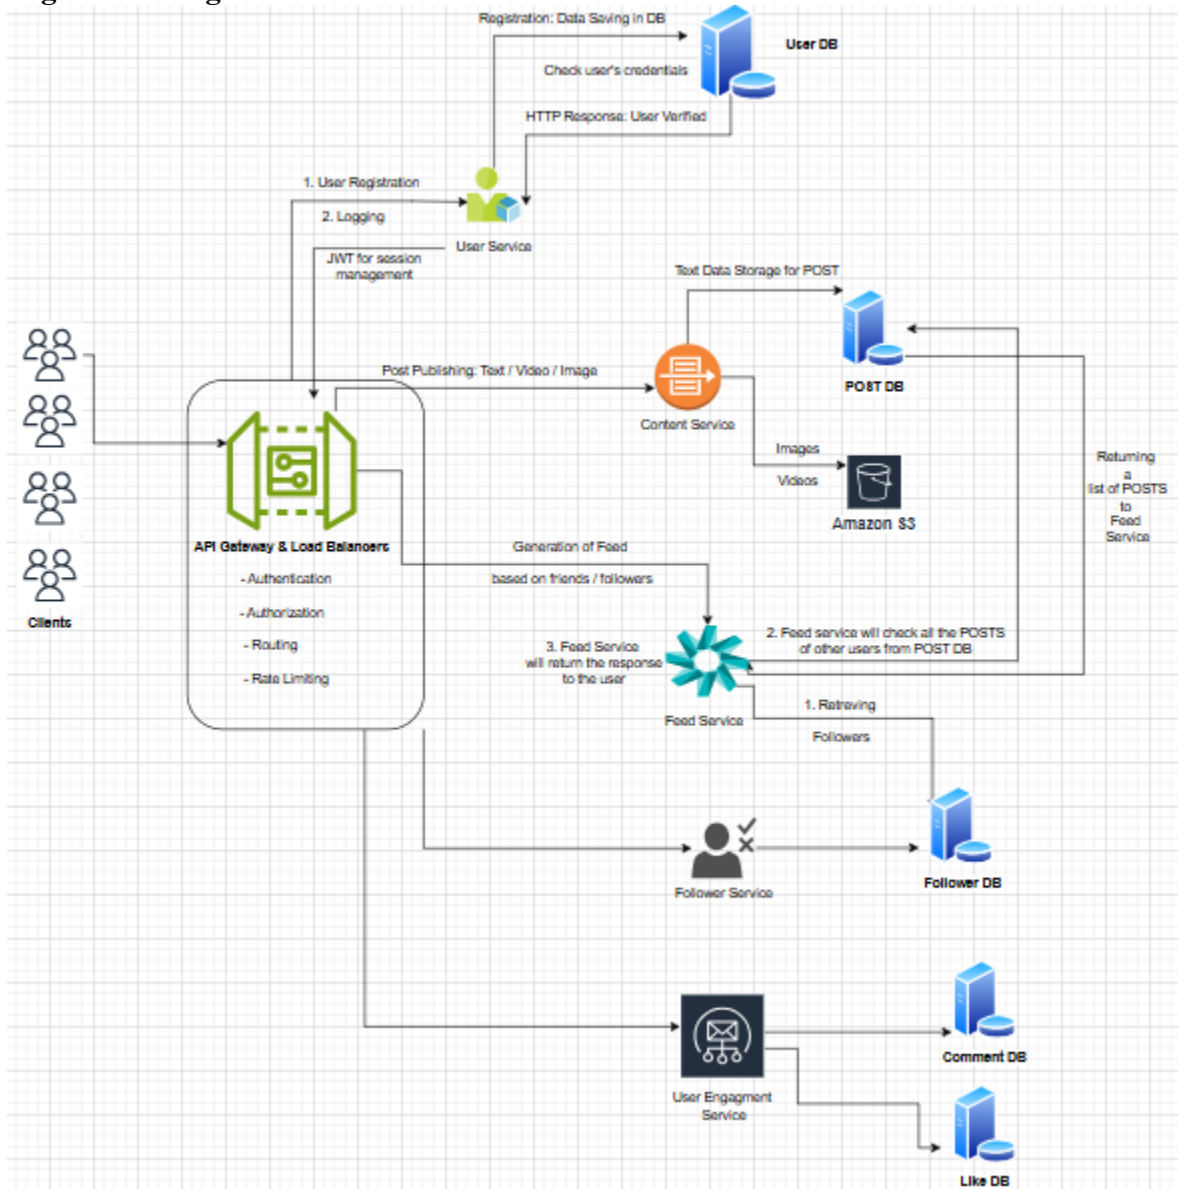 Registration: Data Saving in DB
User DB
Check user's credentials
HTTP Response: User Verified
1. User Registration
2. Logging
User Service
JWT for session
management
Text Data Storage for POST
POST DB
Post Publishing: Text / Video / Image
Content Service
Images
Videos
Amazon S3
Returning
a
list of POSTS
to
Feed
Service
API Gateway & Load Balancers
- Authentication
- Authorization
- Routing
- Rate Limiting
Clients
Generation of Feed
based on friends / followers
2. Feed service will check all the POSTS
of other users from POST DB
3. Feed Service
will return the response
to the user
Feed Service
1. Retreving
Followers
Follower Service
Follower DB
User Engagment
Service
Comment DB
Like DB